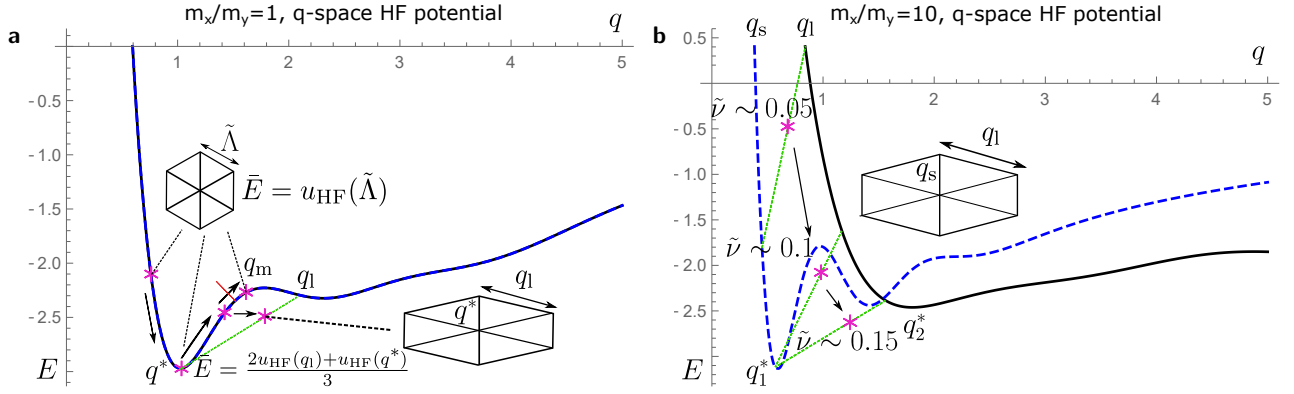 m_x/m_y=1, q-space HF potential
a
q
1
2
3
4
5
-0.5
-1.0
-1.5
-2.0
-2.5
E
Λ̃
Ē = u_HF(Λ̃)
q_m
q_l
q_l
q*
q*
Ē = (2u_HF(q_l)+u_HF(q*))/3
m_x/m_y=10, q-space HF potential
b
q_s
q_l
q
0.5
1
2
3
4
5
-0.5
-1.0
-1.5
-2.0
-2.5
E
ν̃ ∼ 0.05
q_l
q_s
ν̃ ∼ 0.1
q_2*
ν̃ ∼ 0.15
q_1*